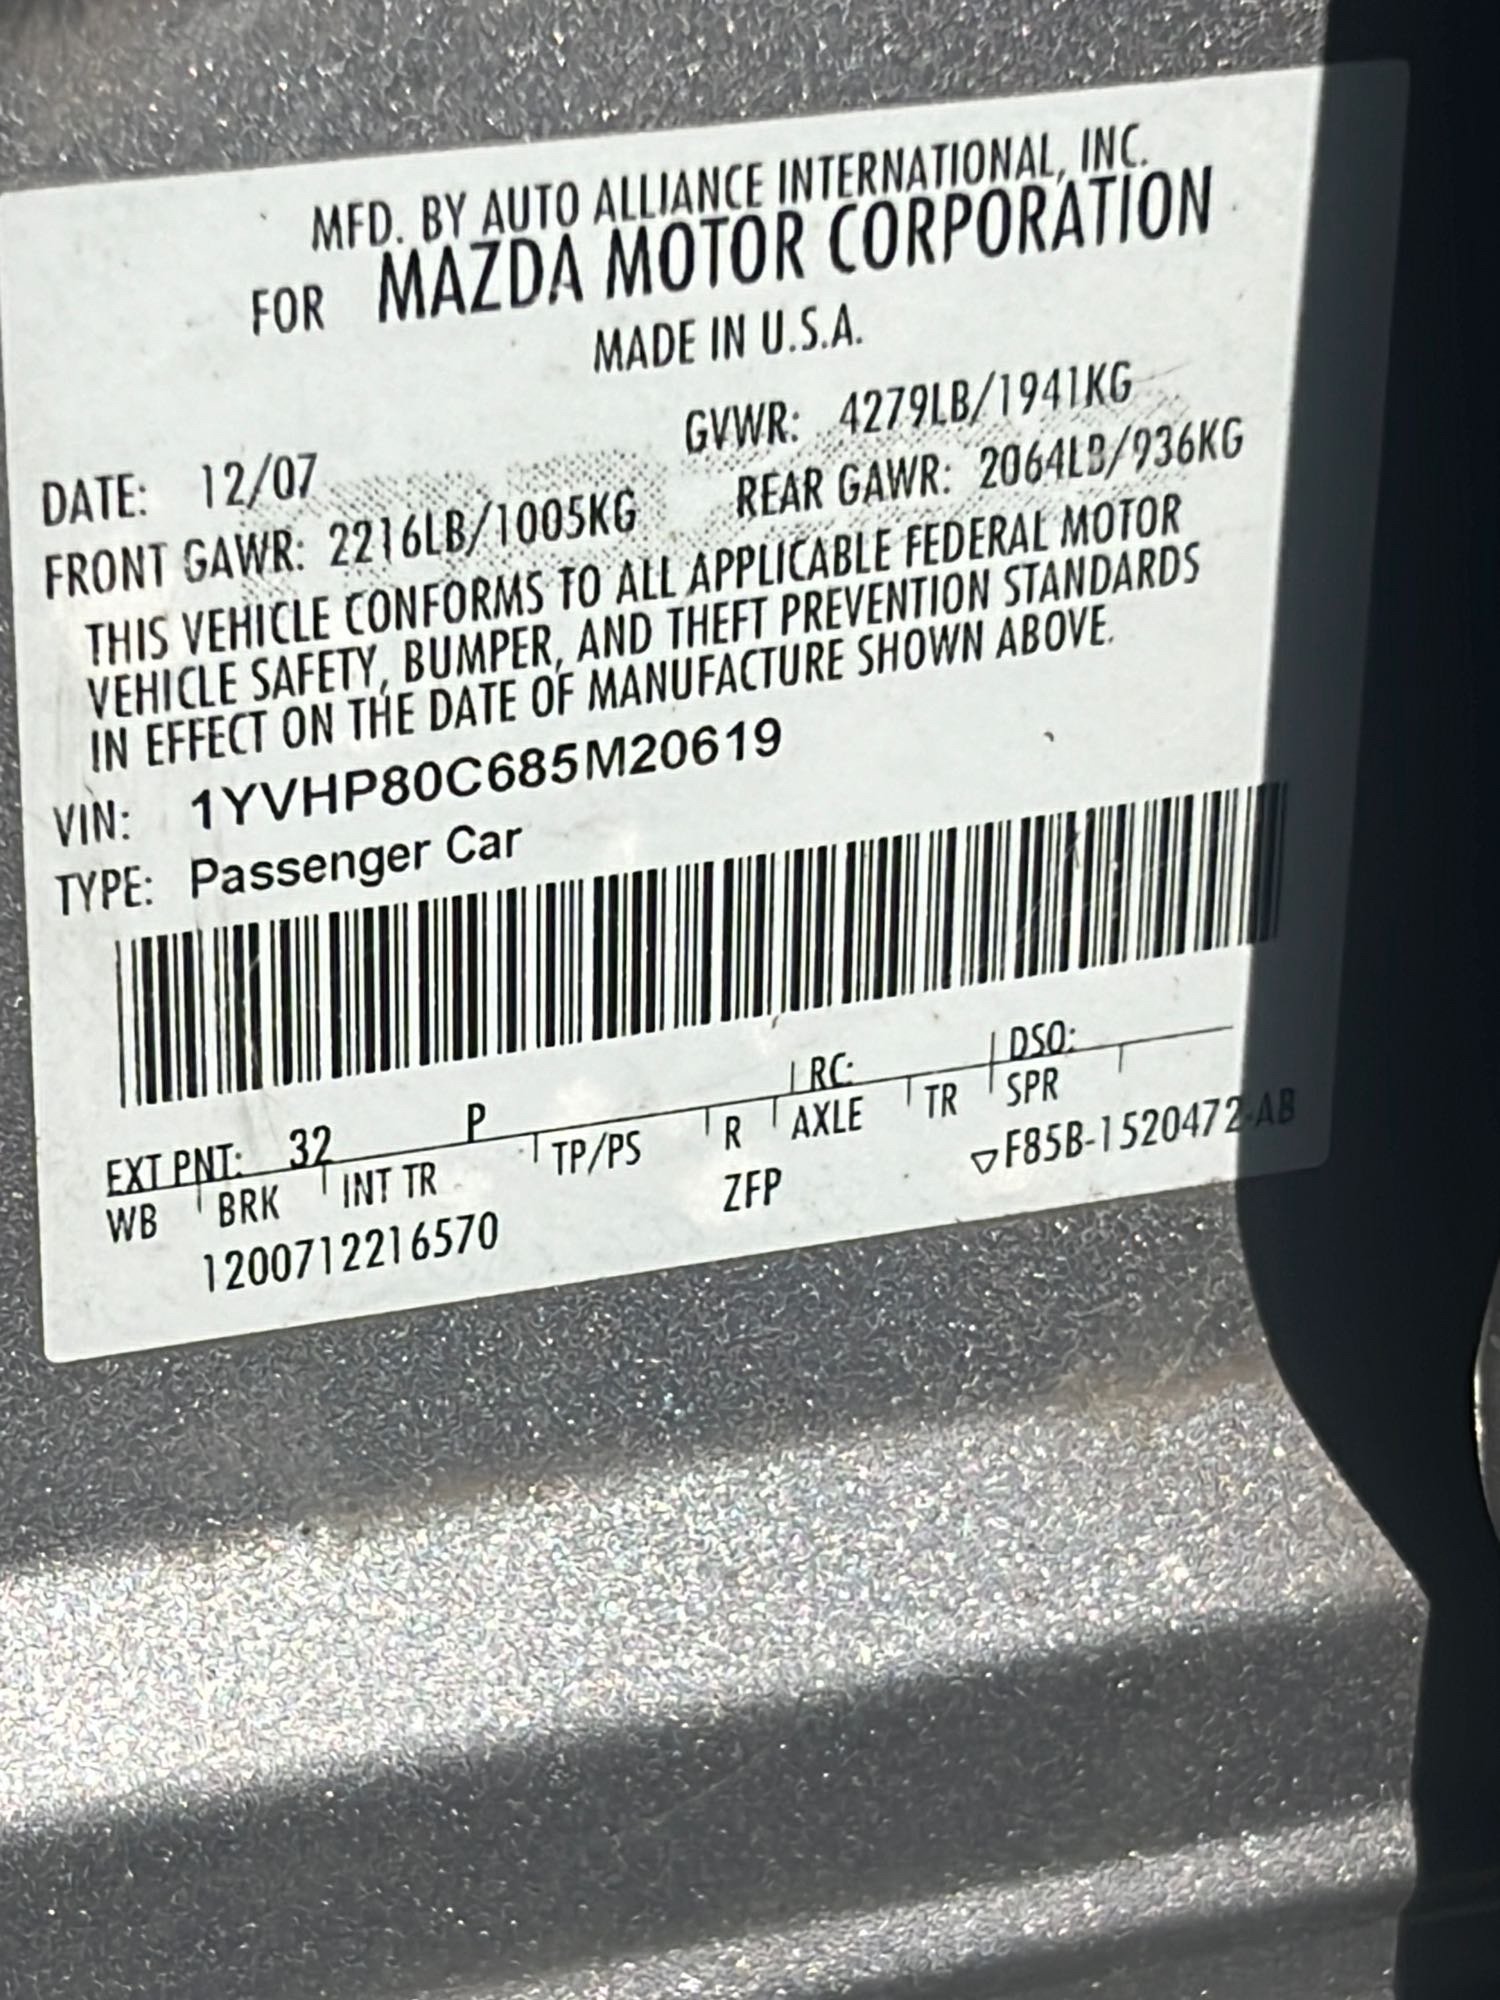 MFD. BY AUTO ALLIANCE INTERNATIONAL, INC.
FOR MAZDA MOTOR CORPORATION
MADE IN U.S.A.
DATE: 12/07 GVWR: 4279LB/1941KG
FRONT GAWR: 2216LB/1005KG REAR GAWR: 2064LB/936KG
THIS VEHICLE CONFORMS TO ALL APPLICABLE FEDERAL MOTOR
VEHICLE SAFETY, BUMPER, AND THEFT PREVENTION STANDARDS
IN EFFECT ON THE DATE OF MANUFACTURE SHOWN ABOVE.
VIN: 1YVHP80C685M20619
TYPE: Passenger Car
EXT PNT: 32 P RC: DSO:
WB BRK INT TR TP/PS R AXLE TR SPR
1200712216570 ZFP ▽F85B-1520472-AB